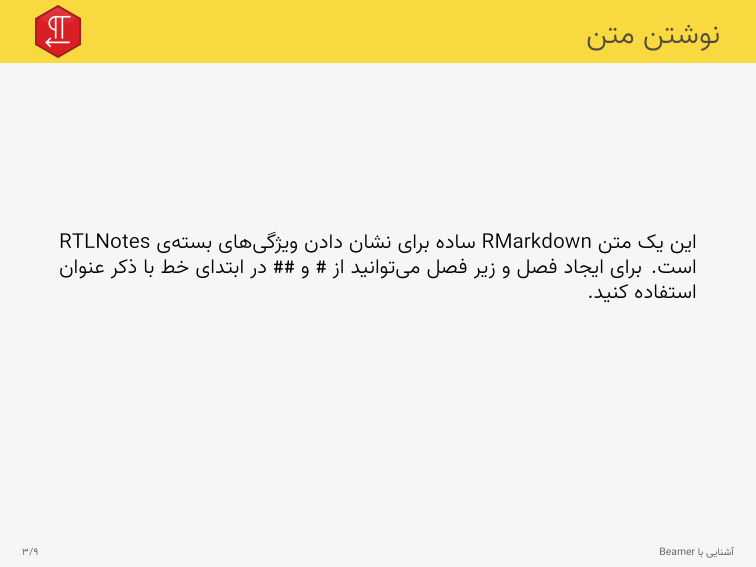 نوشتن متن
این یک متن RMarkdown ساده برای نشان دادن ویژگی‌های بسته‌ی RTLNotes
است. برای ایجاد فصل و زیر فصل می‌توانید از # و ## در ابتدای خط با ذکر عنوان
استفاده کنید.
آشنایی با Beamer
۳/۹